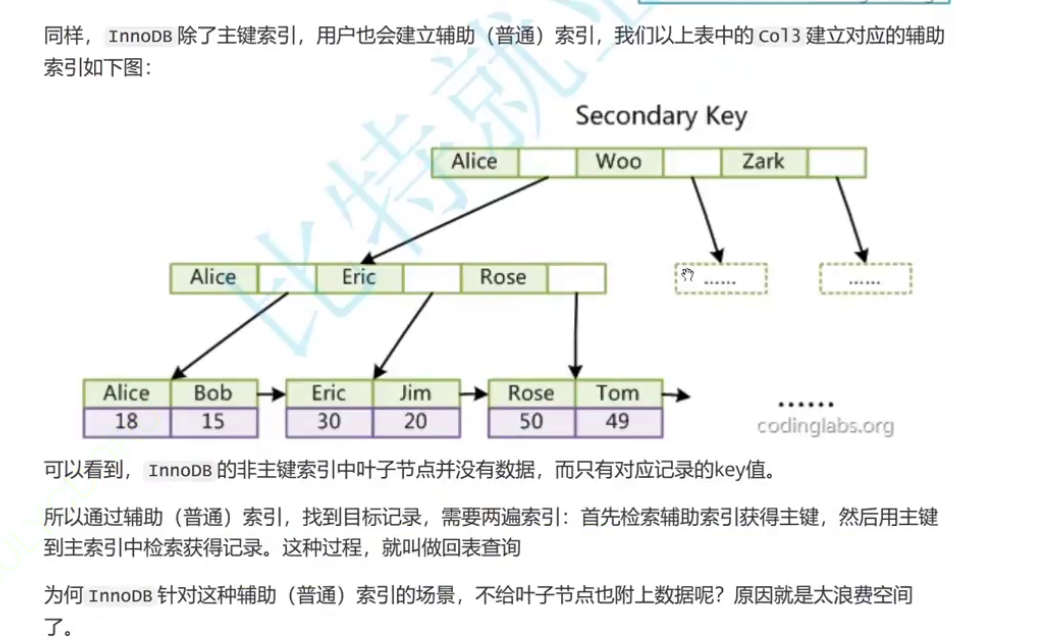 同样， InnoDB 除了主键索引，用户也会建立辅助（普通）索引，我们以上表中的 Col3 建立对应的辅助
索引如下图：
Secondary Key
Alice Woo Zark
Alice Eric Rose
...... ......
Alice Bob Eric Jim Rose Tom
18 15 30 20 50 49
......
codinglabs.org
可以看到， InnoDB 的非主键索引中叶子节点并没有数据，而只有对应记录的key值。
所以通过辅助（普通）索引，找到目标记录，需要两遍索引：首先检索辅助索引获得主键，然后用主键
到主索引中检索获得记录。这种过程，就叫做回表查询
为何 InnoDB 针对这种辅助（普通）索引的场景，不给叶子节点也附上数据呢？原因就是太浪费空间
了。
比特就业